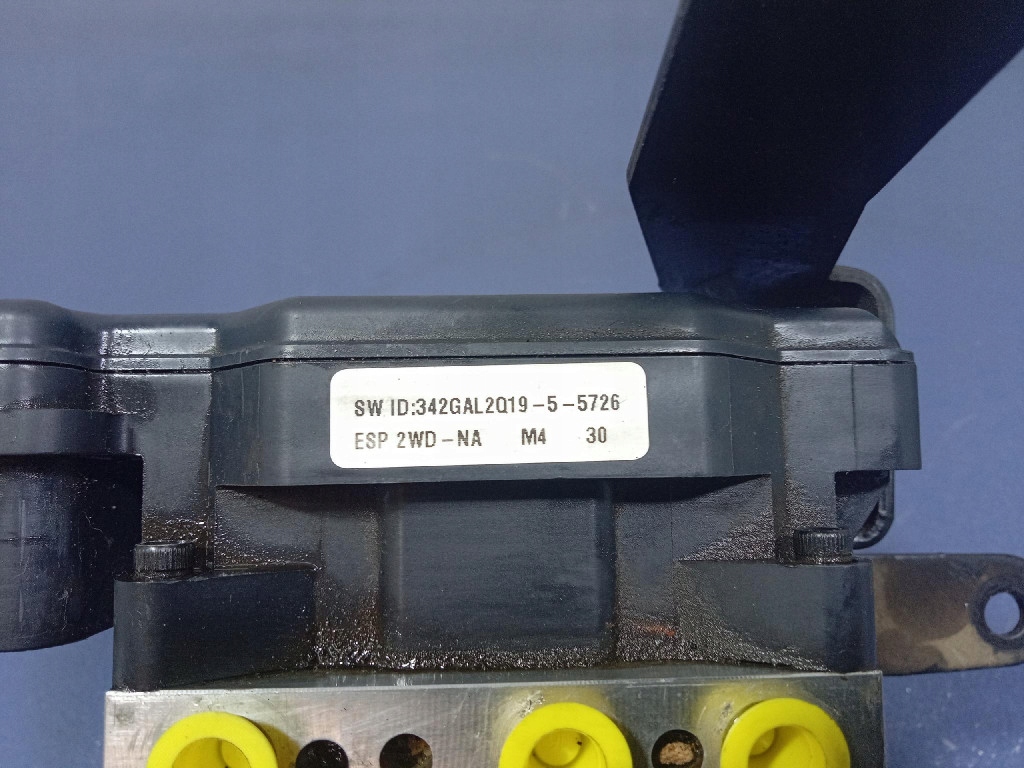 SW ID:342GAL2Q19-5-5726
ESP 2WD-NA M4 30